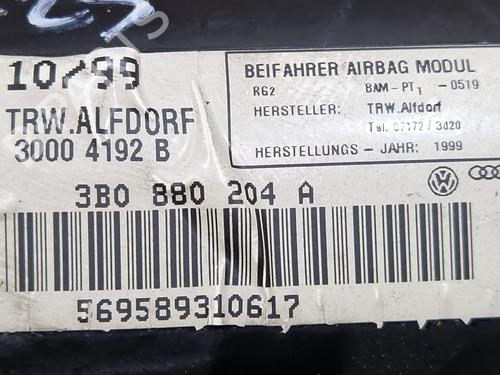 10/99
TRW.ALFDORF
3000 4192 B
BEIFAHRER AIRBAG MODUL
RG2 BAM-PT1-0519
HERSTELLER: TRW.Alfdorf
Tel. 07172/3020
HERSTELLUNGS - JAHR: 1999
3B0 880 204 A
569589310617